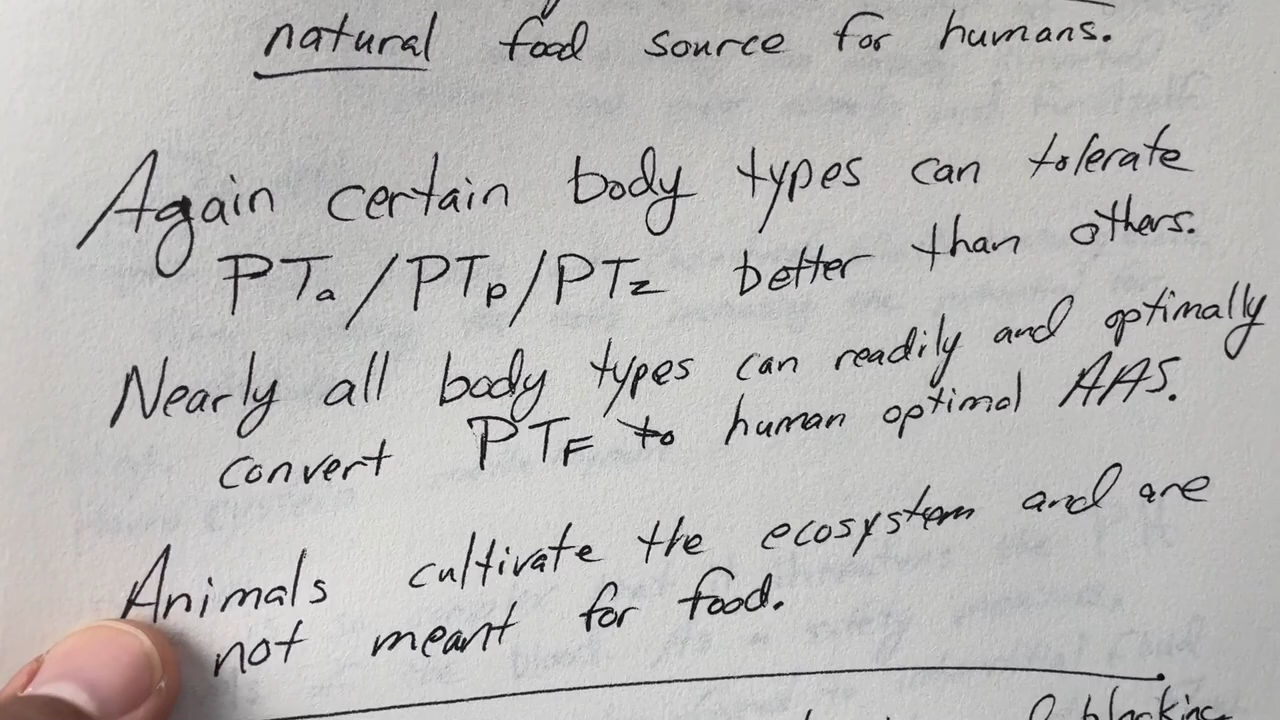 natural food source for humans.
Again certain body types can tolerate
PTa/PTp/PTz better than others.
Nearly all body types can readily and optimally
convert PTF to human optimal AAS.
Animals cultivate the ecosystem and are
not meant for food.
blocking